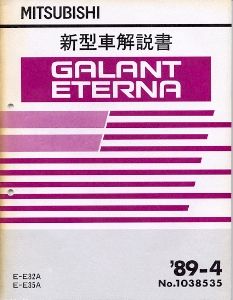 MITSUBISHI
新型車解説書
GALANT
ETERNA
'89-4
No.1038535
E-E32A
E-E35A